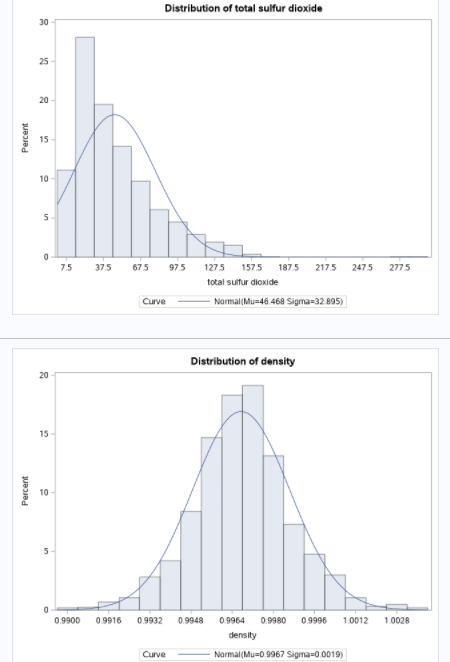 Distribution of total sulfur dioxide
30
25
20
15
10
5
0
Percent
7.5 37.5 67.5 97.5 127.5 157.5 187.5 217.5 247.5 277.5
total sulfur dioxide
Curve Normal(Mu=46.468 Sigma=32.895)
Distribution of density
20
15
10
5
0
Percent
0.9900 0.9916 0.9932 0.9948 0.9964 0.9980 0.9996 1.0012 1.0028
density
Curve Normal(Mu=0.9967 Sigma=0.0019)